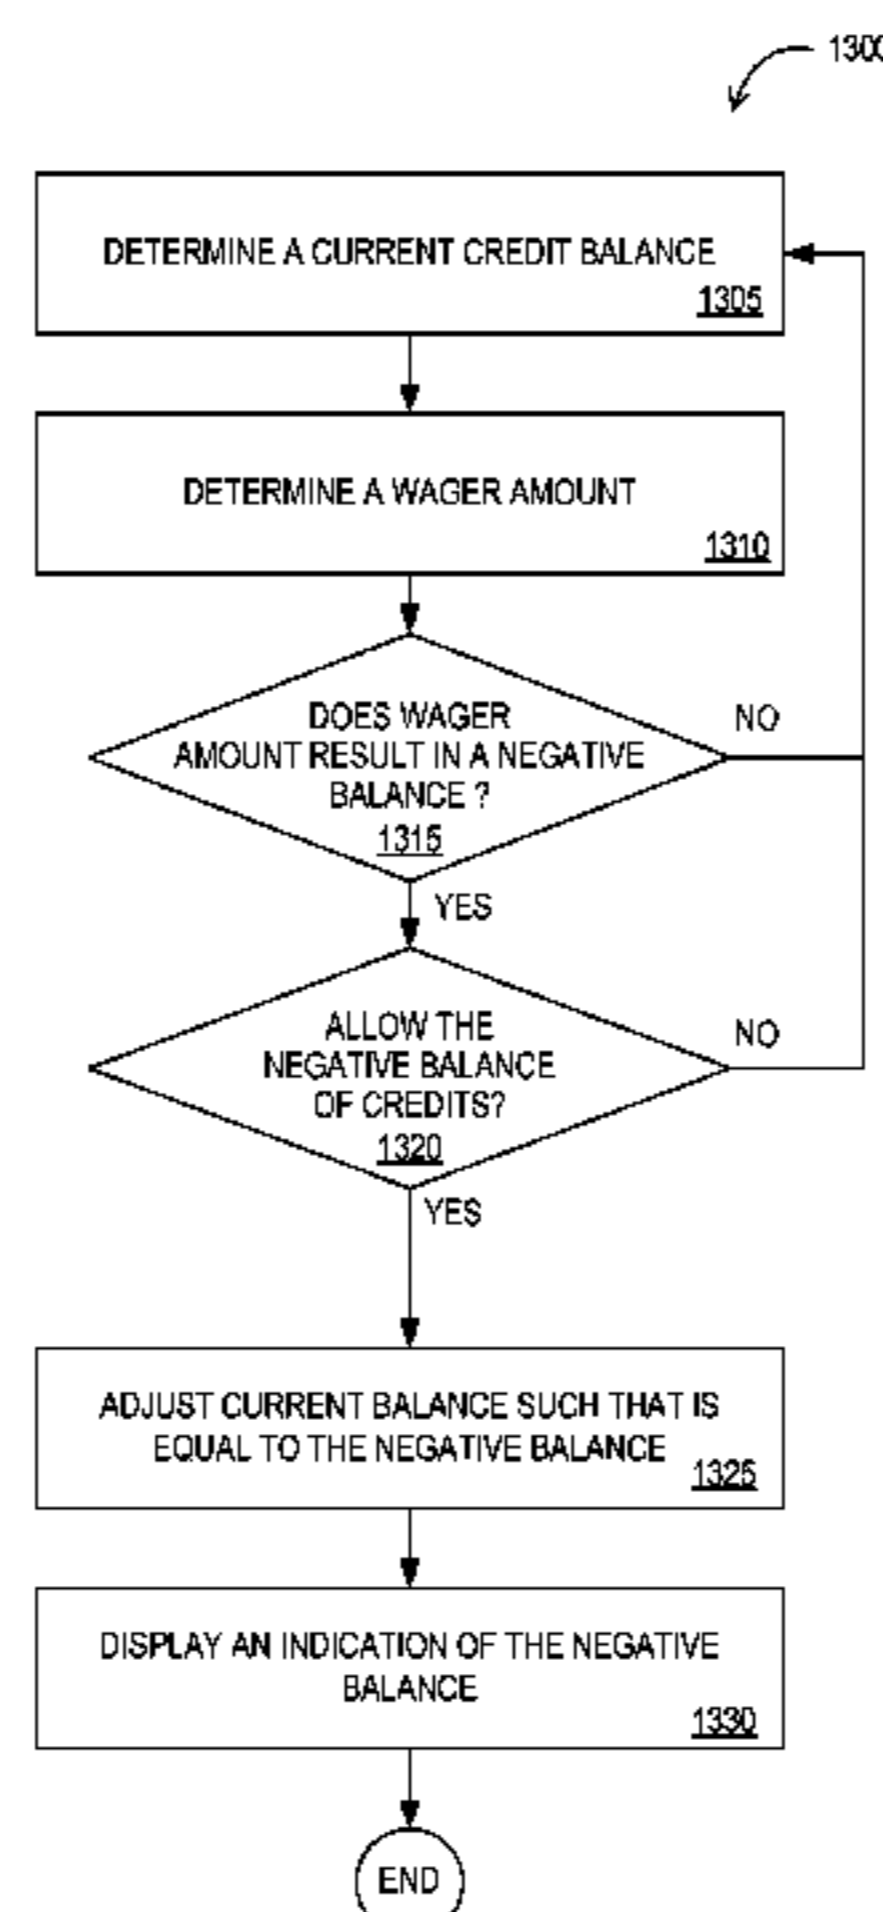 1300
DETERMINE A CURRENT CREDIT BALANCE
1305
DETERMINE A WAGER AMOUNT
1310
DOES WAGER
AMOUNT RESULT IN A NEGATIVE
BALANCE ?
1315
NO
YES
ALLOW THE
NEGATIVE BALANCE
OF CREDITS?
1320
NO
YES
ADJUST CURRENT BALANCE SUCH THAT IS
EQUAL TO THE NEGATIVE BALANCE
1325
DISPLAY AN INDICATION OF THE NEGATIVE
BALANCE
1330
END